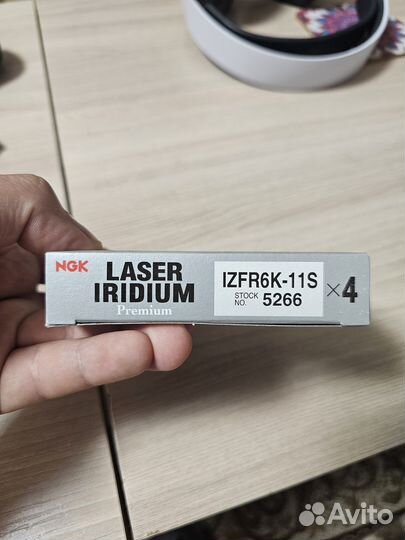 NGK
LASER
IRIDIUM
Premium
IZFR6K-11S
STOCK NO. 5266
×4
Avito